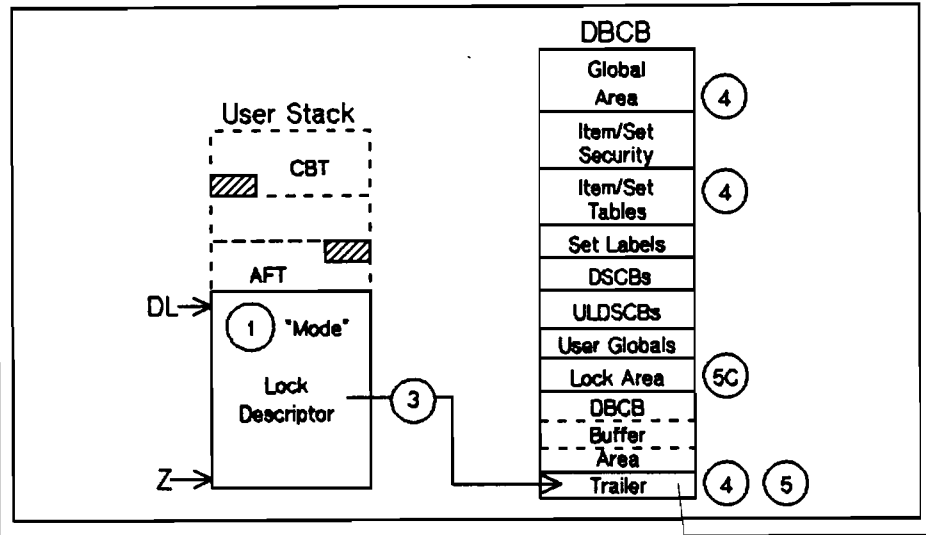 User Stack
CBT
AFT
DL
1 "Mode"
Lock
Descriptor
3
Z
DBCB
Global
Area
4
Item/Set
Security
Item/Set
Tables
4
Set Labels
DSCBs
ULDSCBs
User Globals
Lock Area
5C
DBCB
Buffer
Area
Trailer
4
5